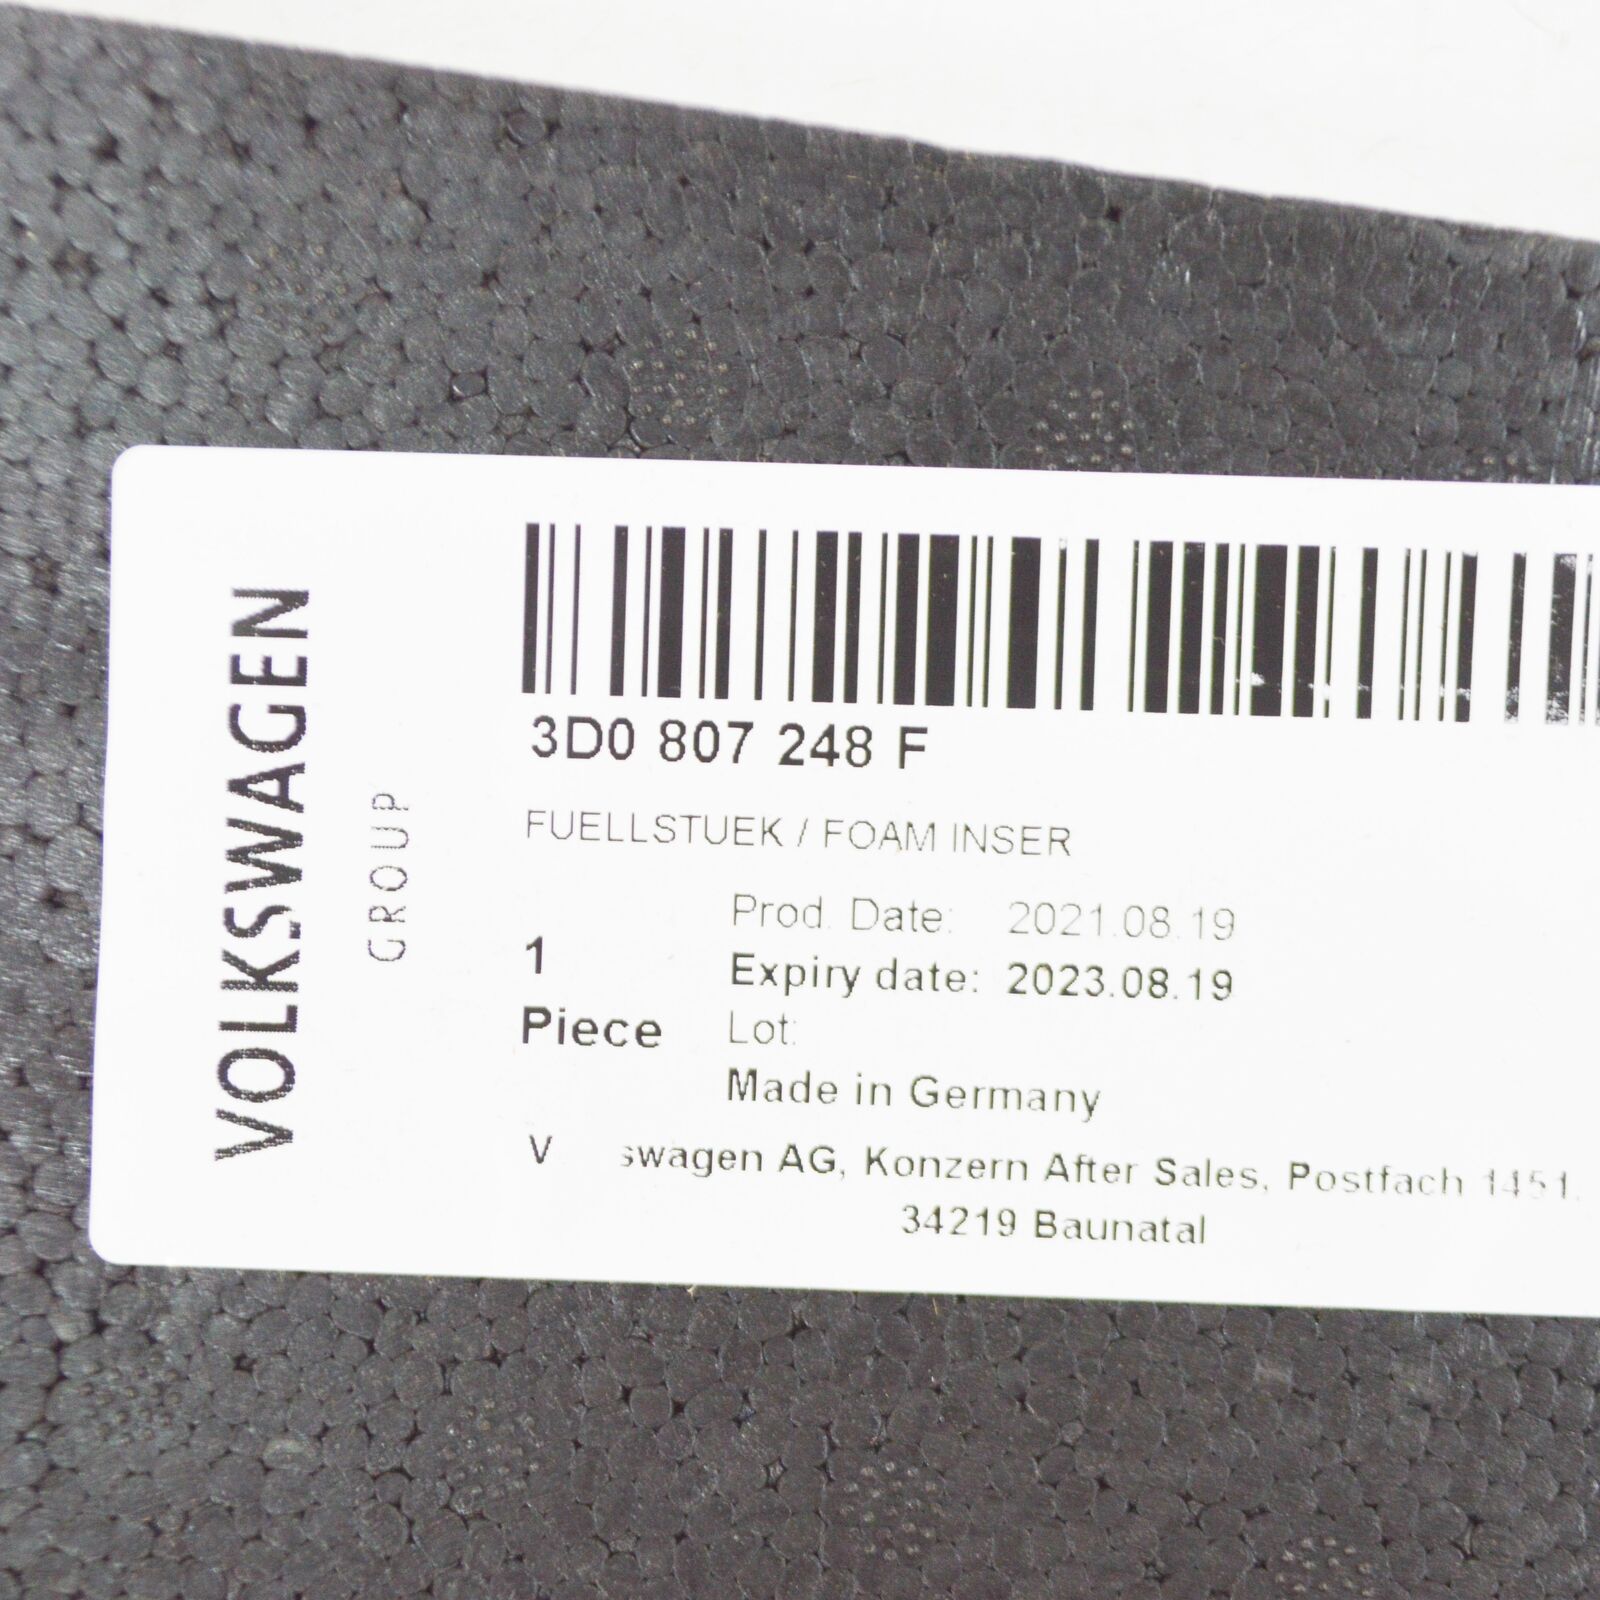 VOLKSWAGEN
GROUP
3D0 807 248 F
FUELLSTUEK / FOAM INSER
Prod. Date: 2021.08.19
1
Expiry date: 2023.08.19
Piece
Lot:
Made in Germany
V swagen AG, Konzern After Sales, Postfach 1451.
34219 Baunatal